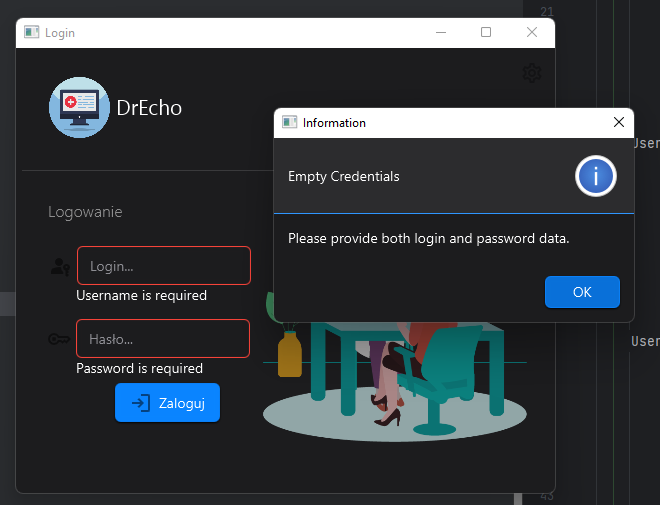 21
Login
DrEcho
Information
User
Empty Credentials
i
Logowanie
Please provide both login and password data.
Login...
Username is required
OK
Hasło...
User
Password is required
Zaloguj
43